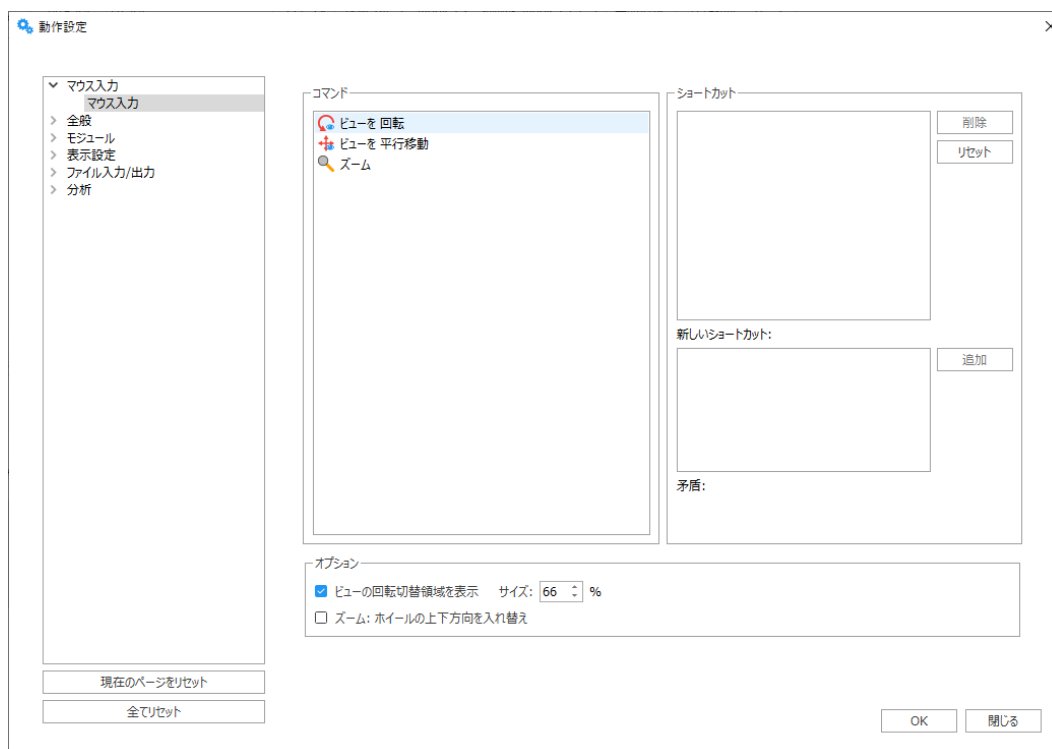 動作設定
マウス入力
マウス入力
全般
モジュール
表示設定
ファイル入力/出力
分析
現在のページをリセット
全てリセット
コマンド
ビューを 回転
ビューを 平行移動
ズーム
ショートカット
削除
リセット
新しいショートカット:
追加
矛盾:
オプション
ビューの回転切替領域を表示 サイズ: 66 %
ズーム: ホイールの上下方向を入れ替え
OK 閉じる